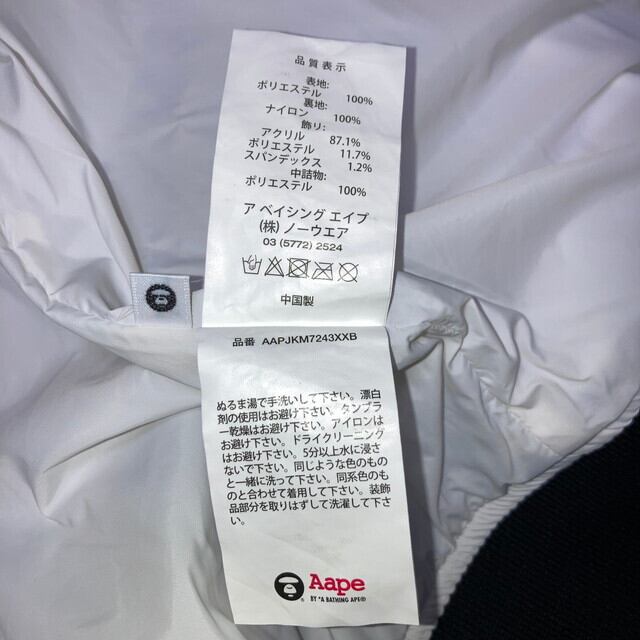 品質表示
表地:
ポリエステル 100%
裏地:
ナイロン 100%
飾り:
アクリル 87.1%
ポリエステル 11.7%
スパンデックス 1.2%
中詰物:
ポリエステル 100%
ア ベイシング エイプ
(株) ノーウエア
03 (5772) 2524
中国製
品番 AAPJKM7243XXB
ぬるま湯で手洗いして下さい。漂白
剤の使用はお避け下さい。タンブラ
ー乾燥はお避け下さい。アイロンは
お避け下さい。ドライクリーニング
はお避け下さい。5分以上水に浸さ
ないで下さい。同じような色のもの
と一緒に洗って下さい。同系色のも
のと合わせて着用して下さい。装飾
品部分を取りはずして洗濯して下さ
い。
Aape
BY *A BATHING APE®